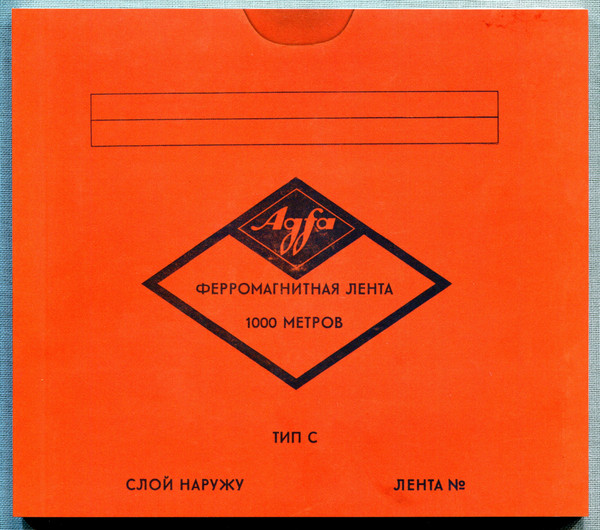 Agfa
ФЕРРОМАГНИТНАЯ ЛЕНТА
1000 МЕТРОВ
ТИП С
СЛОЙ НАРУЖУ ЛЕНТА №